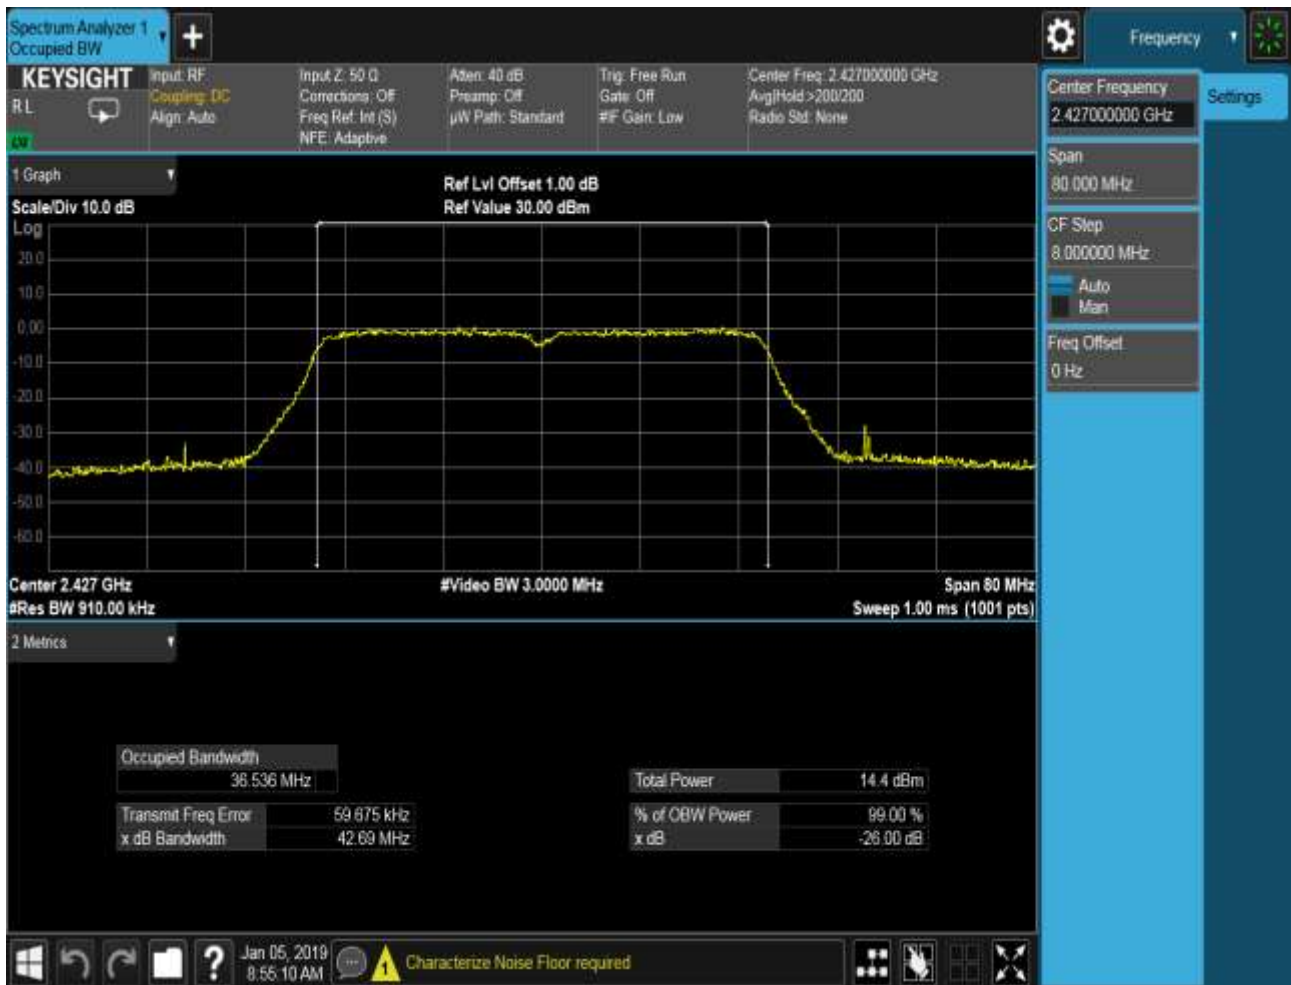 Spectrum Analyzer 1
Occupied BW
Frequency
KEYSIGHT
R L
LXI
Input: RF
Coupling: DC
Align: Auto
Input Z: 50 Ω
Corrections: Off
Freq Ref: Int (S)
NFE: Adaptive
Atten: 40 dB
Preamp: Off
µW Path: Standard
Trig: Free Run
Gate: Off
#IF Gain: Low
Center Freq: 2.427000000 GHz
Avg|Hold:>200/200
Radio Std: None
Center Frequency
2.427000000 GHz
Settings
Span
80.000 MHz
CF Step
8.000000 MHz
Auto
Man
Freq Offset
0 Hz
1 Graph
Scale/Div 10.0 dB
Ref Lvl Offset 1.00 dB
Ref Value 30.00 dBm
Log
20.0
10.0
0.00
-10.0
-20.0
-30.0
-40.0
-50.0
-60.0
Center 2.427 GHz
#Res BW 910.00 kHz
#Video BW 3.0000 MHz
Span 80 MHz
Sweep 1.00 ms (1001 pts)
2 Metrics
Occupied Bandwidth
36.536 MHz
Transmit Freq Error 59.675 kHz
x dB Bandwidth 42.69 MHz
Total Power 14.4 dBm
% of OBW Power 99.00 %
x dB -26.00 dB
Jan 05, 2019
8:55:10 AM
1
Characterize Noise Floor required